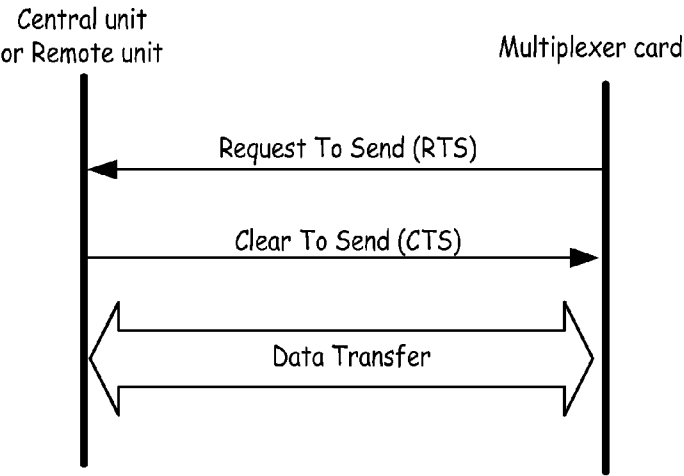 Central unit
or Remote unit
Multiplexer card
Request To Send (RTS)
Clear To Send (CTS)
Data Transfer